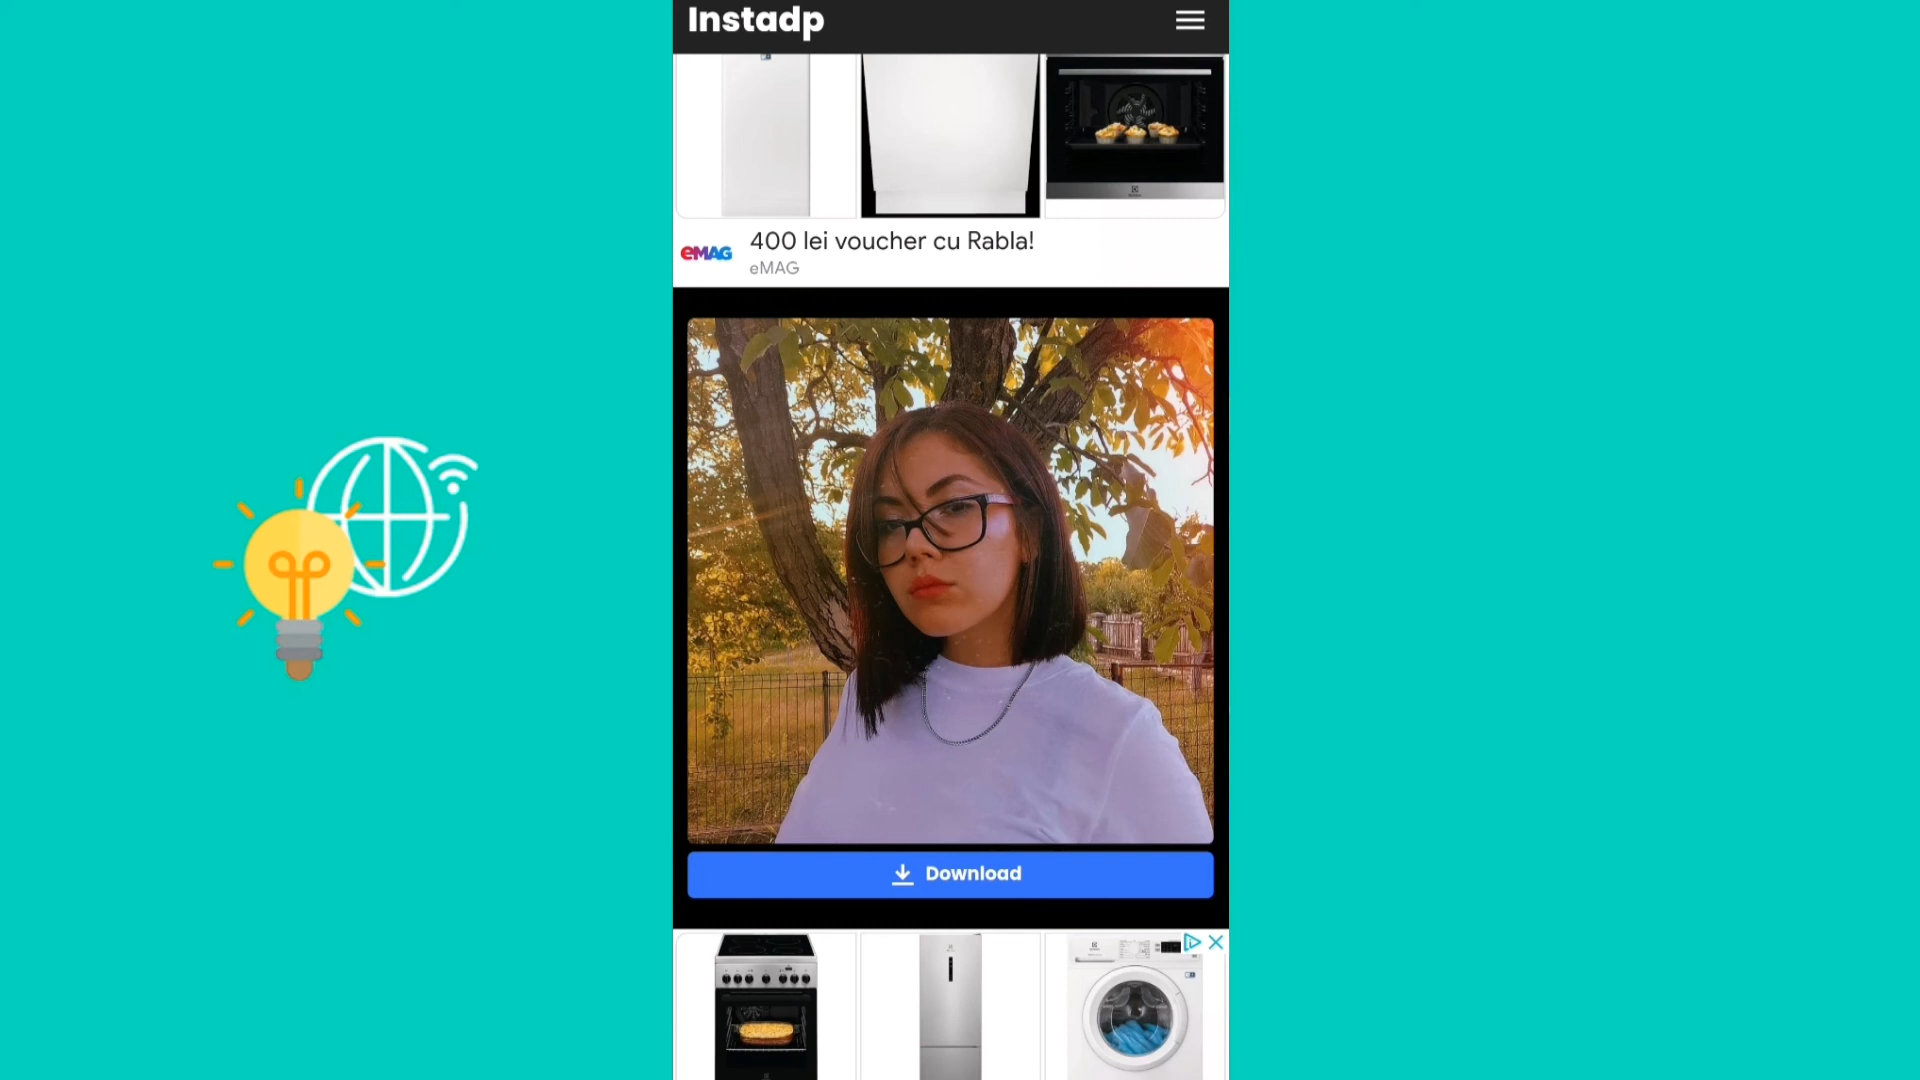 Instadp
400 lei voucher cu Rabla!
eMAG
eMAG
Download